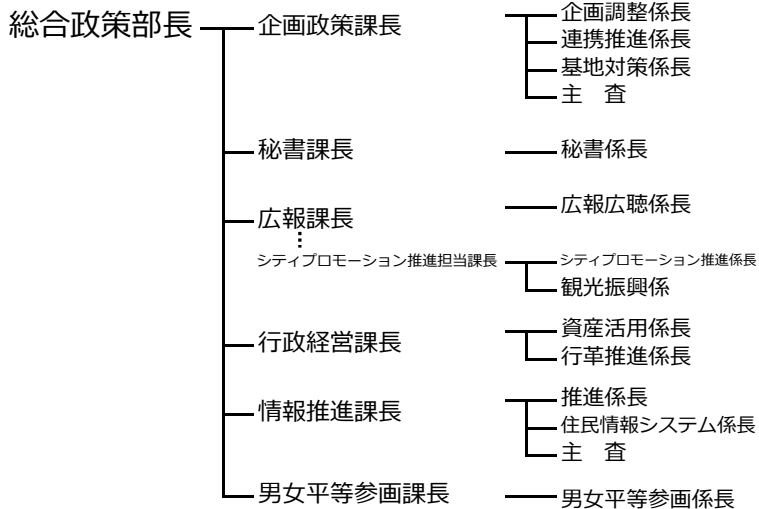 総合政策部長
企画政策課長
企画調整係長
連携推進係長
基地対策係長
主　査
秘書課長
秘書係長
広報課長
広報広聴係長
シティプロモーション推進担当課長
シティプロモーション推進係長
観光振興係
行政経営課長
資産活用係長
行革推進係長
情報推進課長
推進係長
住民情報システム係長
主　査
男女平等参画課長
男女平等参画係長